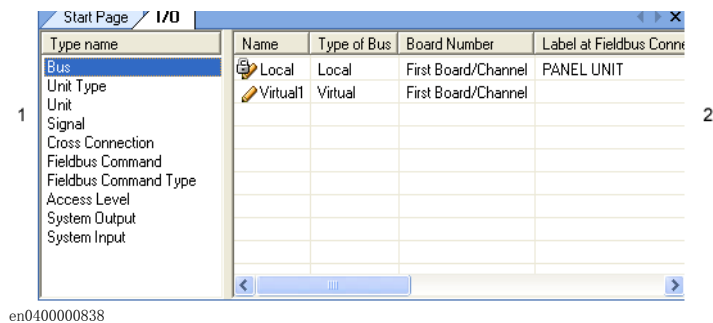 Start Page I/O
Type name
Bus
Unit Type
Unit
Signal
Cross Connection
Fieldbus Command
Fieldbus Command Type
Access Level
System Output
System Input
Name Type of Bus Board Number Label at Fieldbus Conne
Local Local First Board/Channel PANEL UNIT
Virtual1 Virtual First Board/Channel
1
2
en0400000838